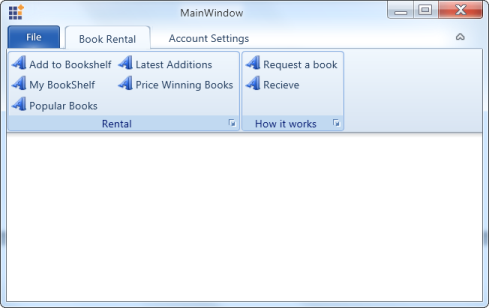 MainWindow
File Book Rental Account Settings
Add to Bookshelf Latest Additions Request a book
My BookShelf Price Winning Books Recieve
Popular Books
Rental How it works